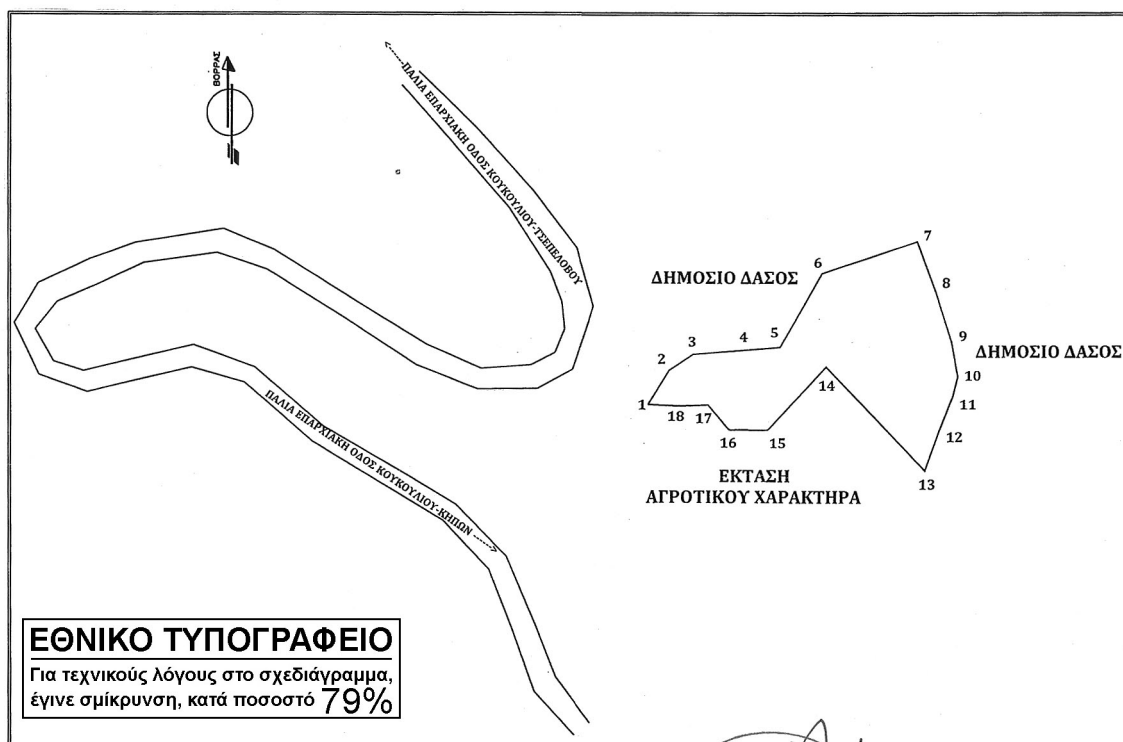 ΒΟΡΡΑΣ
ΠΑΛΙΑ ΕΠΑΡΧΙΑΚΗ ΟΔΟΣ ΚΟΥΚΟΥΛΙΟΥ-ΤΣΕΠΕΛΟΒΟΥ
7
6
ΔΗΜΟΣΙΟ ΔΑΣΟΣ
8
5
4
3
9
ΔΗΜΟΣΙΟ ΔΑΣΟΣ
2
10
14
1
18
17
11
16
15
12
ΕΚΤΑΣΗ
ΑΓΡΟΤΙΚΟΥ ΧΑΡΑΚΤΗΡΑ
13
ΠΑΛΙΑ ΕΠΑΡΧΙΑΚΗ ΟΔΟΣ ΚΟΥΚΟΥΛΙΟΥ-ΚΗΠΩΝ
ΕΘΝΙΚΟ ΤΥΠΟΓΡΑΦΕΙΟ
Για τεχνικούς λόγους στο σχεδιάγραμμα,
έγινε σμίκρυνση, κατά ποσοστό 79%